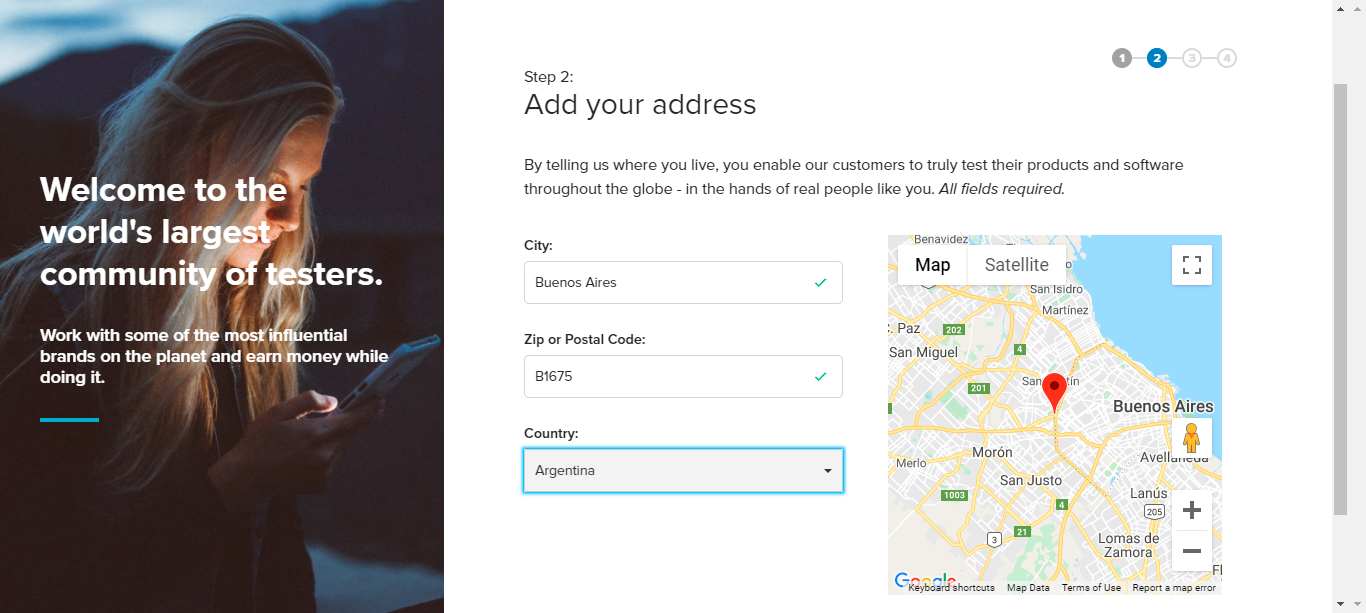 Welcome to the
world's largest
community of testers.
Work with some of the most influential
brands on the planet and earn money while
doing it.
1
2
3
4
Step 2:
Add your address
By telling us where you live, you enable our customers to truly test their products and software
throughout the globe - in the hands of real people like you. All fields required.
City:
Buenos Aires
Zip or Postal Code:
B1675
Country:
Argentina
Benavidez
Map
Satellite
San Isidro
Martínez
C. Paz
202
4
San Miguel
201
Buenos Aires
Morón
Merlo
Avellaneda
San Justo
1003
Lanús
4
205
21
3
Lomas de
Zamora
Google
Keyboard shortcuts
Map Data
Terms of Use
Report a map error